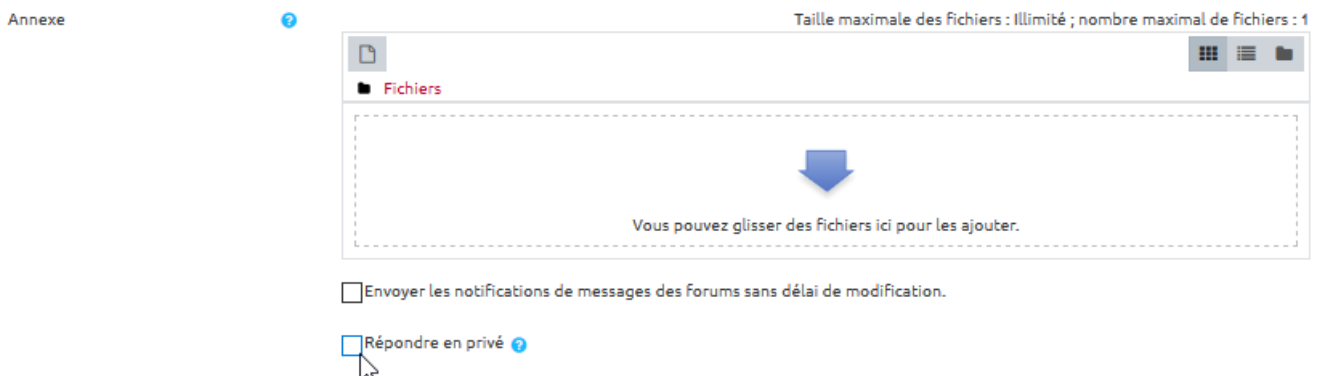 Annexe
Taille maximale des fichiers : Illimité ; nombre maximal de fichiers : 1
Fichiers
Vous pouvez glisser des fichiers ici pour les ajouter.
Envoyer les notifications de messages des forums sans délai de modification.
Répondre en privé